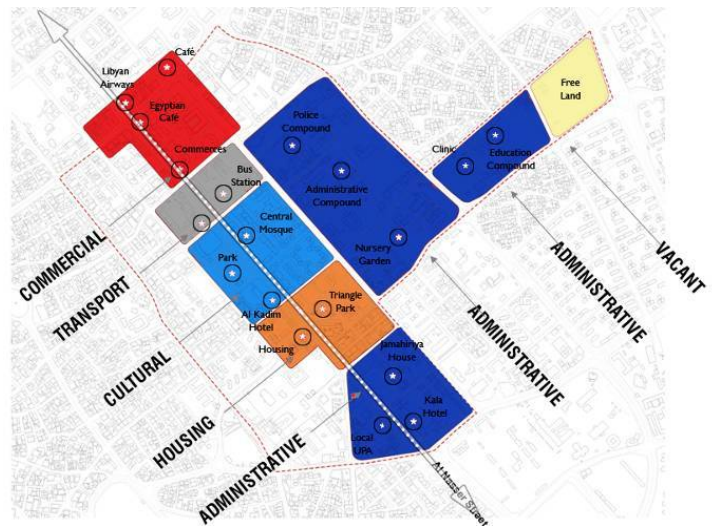 Café
Libyan
Airways
Egyptian
Café
Commerces
Bus
Station
Police
Compound
Administrative
Compound
Nursery
Garden
Clinic
Education
Compound
Free
Land
Central
Mosque
Park
Al Kadim
Hotel
Triangle
Park
Housing
Jamahiriya
House
Kala
Hotel
Local
UPA
Al Nasser Street
COMMERCIAL
TRANSPORT
CULTURAL
HOUSING
ADMINISTRATIVE
ADMINISTRATIVE
ADMINISTRATIVE
VACANT